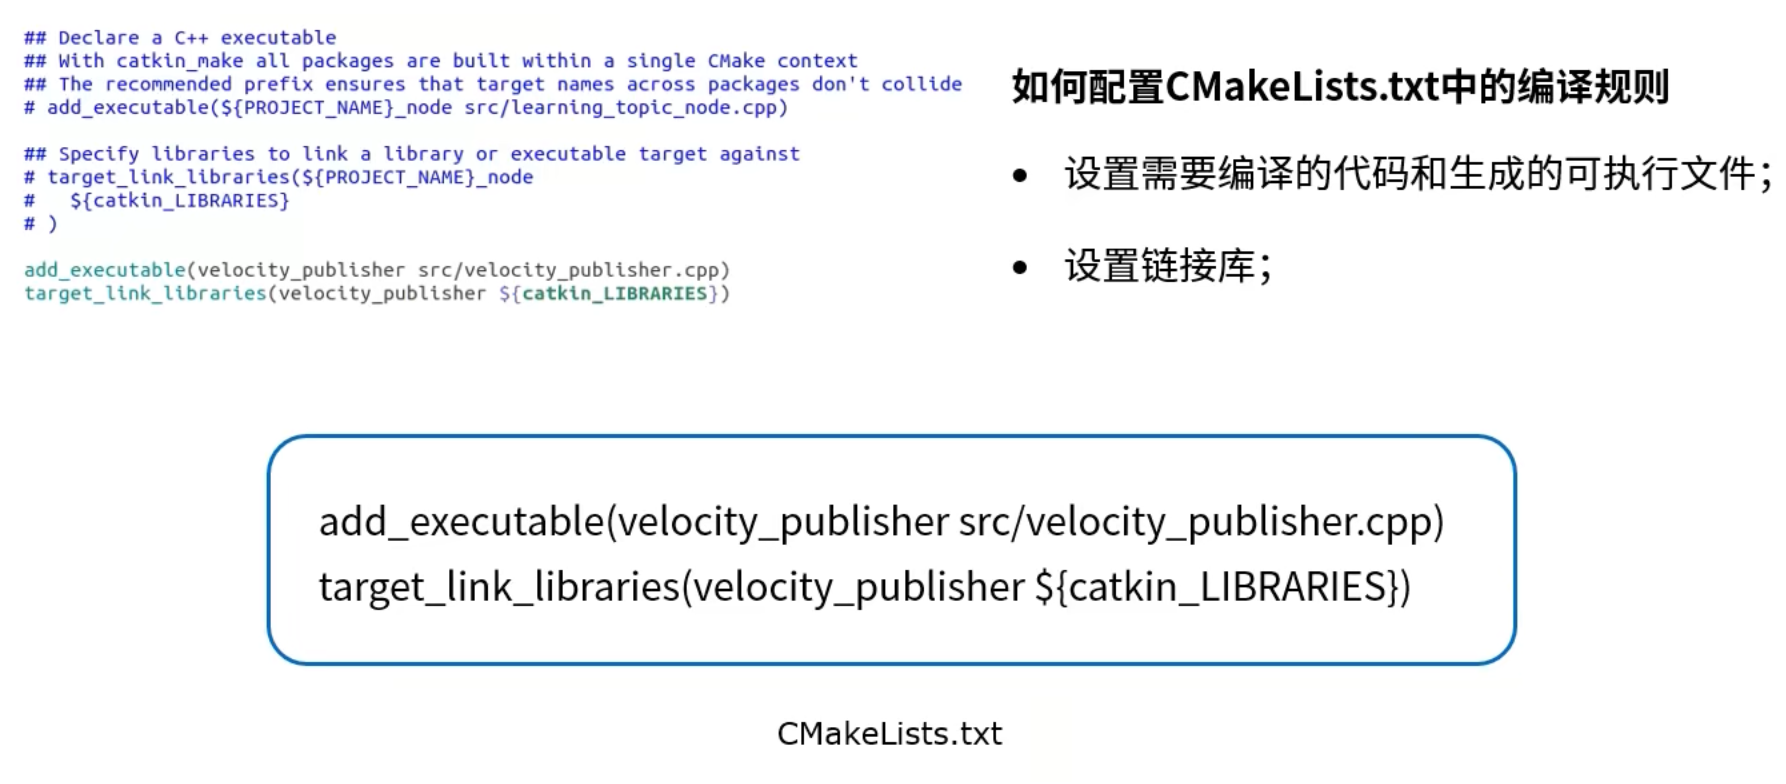 ## Declare a C++ executable
## With catkin_make all packages are built within a single CMake context
## The recommended prefix ensures that target names across packages don't collide
# add_executable(${PROJECT_NAME}_node src/learning_topic_node.cpp)
## Specify libraries to link a library or executable target against
# target_link_libraries(${PROJECT_NAME}_node
#   ${catkin_LIBRARIES}
# )
add_executable(velocity_publisher src/velocity_publisher.cpp)
target_link_libraries(velocity_publisher ${catkin_LIBRARIES})
如何配置CMakeLists.txt中的编译规则
• 设置需要编译的代码和生成的可执行文件；
• 设置链接库；
add_executable(velocity_publisher src/velocity_publisher.cpp)
target_link_libraries(velocity_publisher ${catkin_LIBRARIES})
CMakeLists.txt